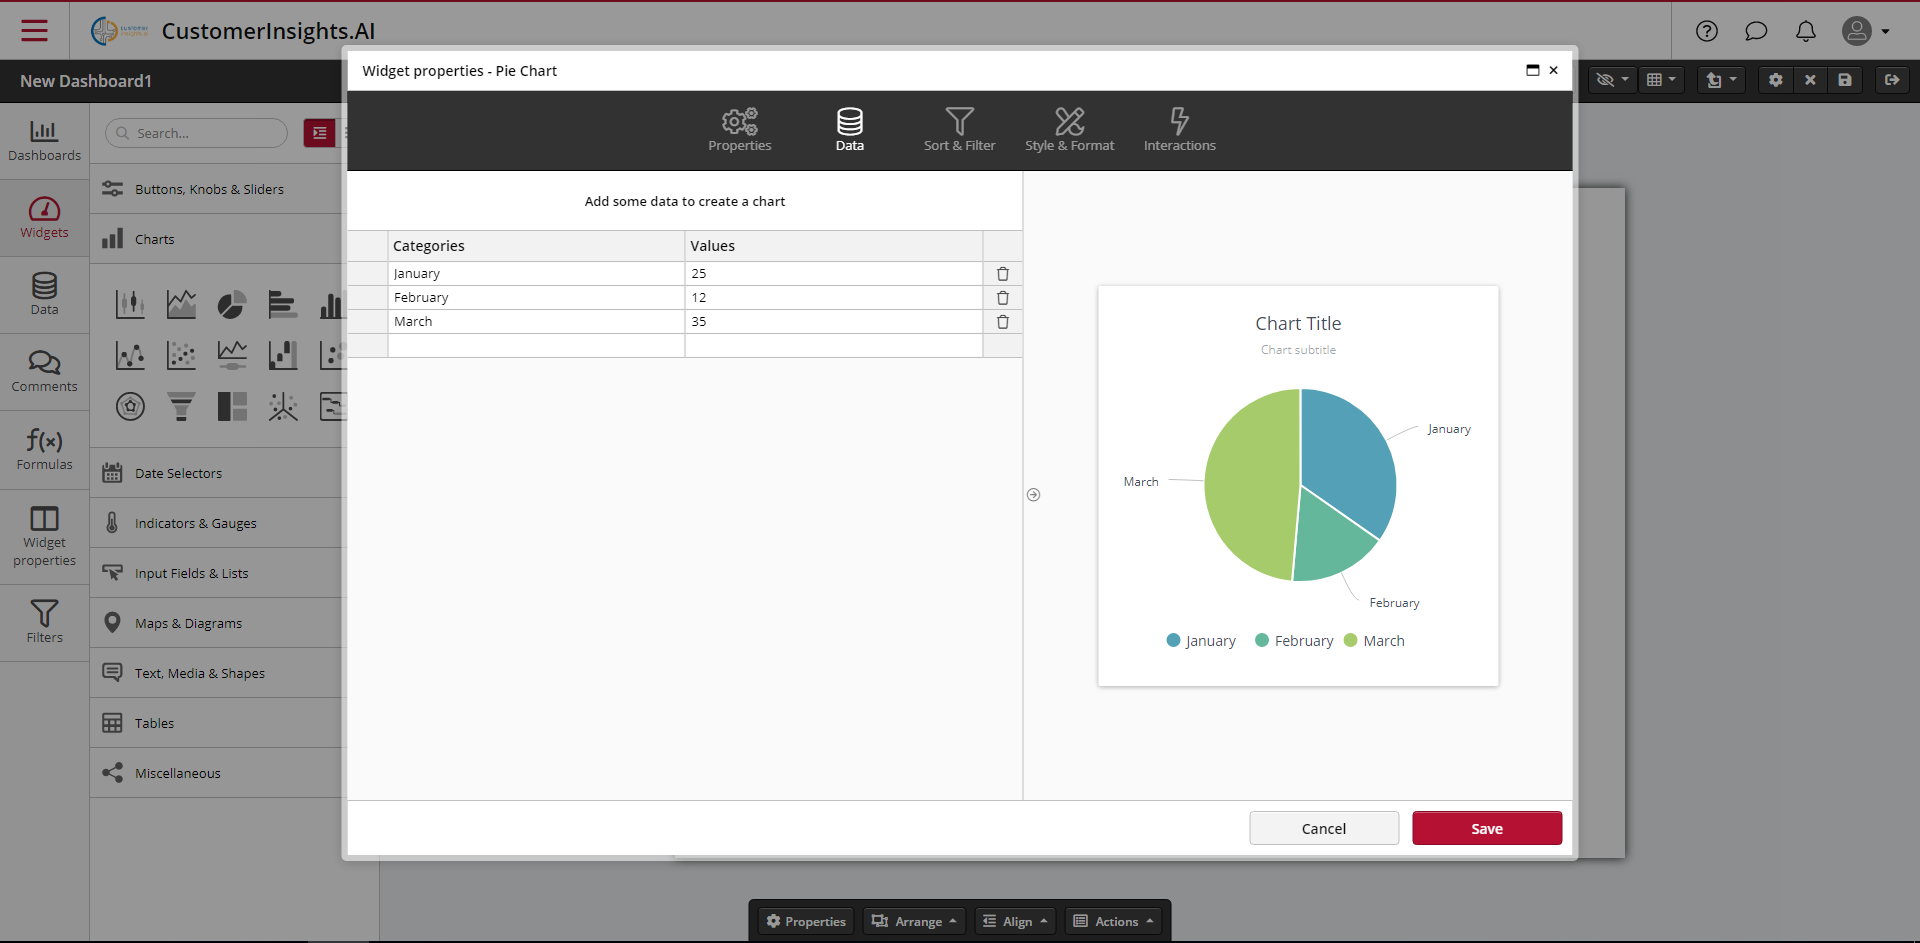 CustomerInsights.AI
New Dashboard1
Widget properties - Pie Chart
Properties
Data
Sort & Filter
Style & Format
Interactions
Dashboards
Widgets
Data
Comments
f(x)
Formulas
Widget
properties
Filters
Search...
Buttons, Knobs & Sliders
Charts
Date Selectors
Indicators & Gauges
Input Fields & Lists
Maps & Diagrams
Text, Media & Shapes
Tables
Miscellaneous
Add some data to create a chart
Categories Values
January 25
February 12
March 35
Chart Title
Chart subtitle
January
March
February
January February March
Cancel Save
Properties Arrange Align Actions